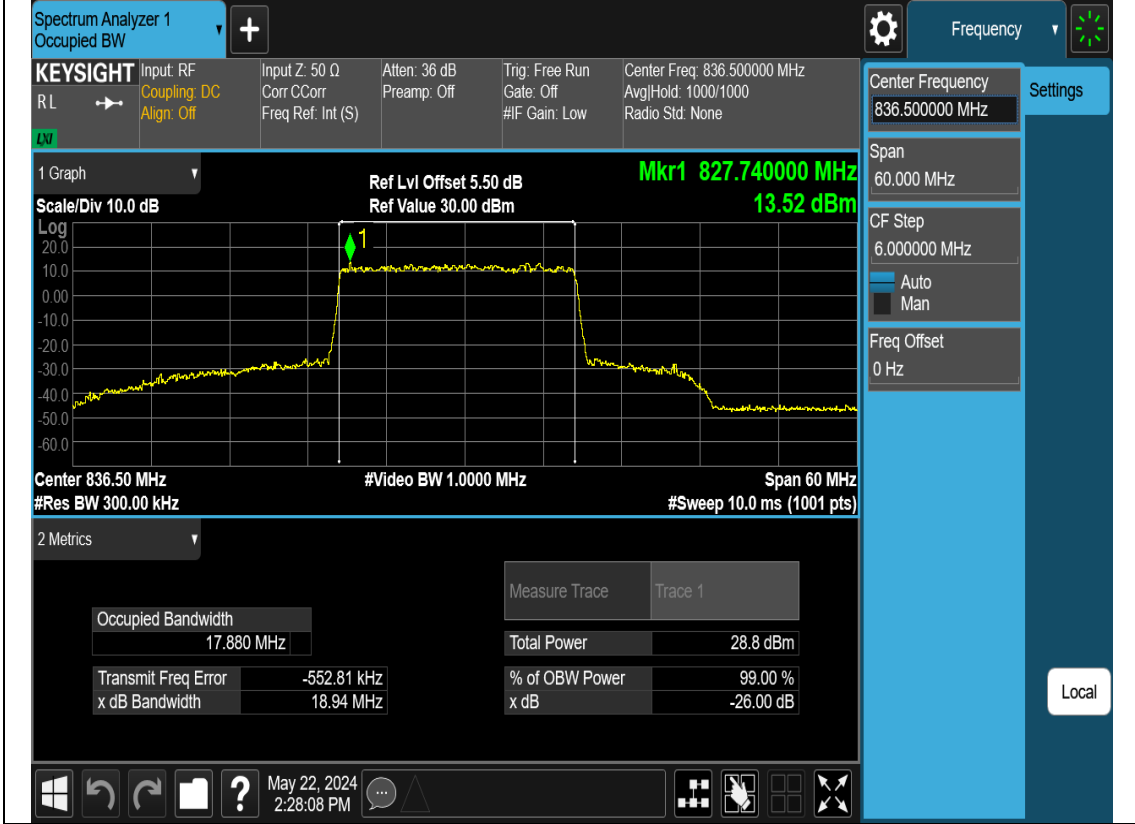 Spectrum Analyzer 1
Occupied BW
+
Frequency
KEYSIGHT
R L
LXI
Input: RF
Coupling: DC
Align: Off
Input Z: 50 Ω
Corr CCorr
Freq Ref: Int (S)
Atten: 36 dB
Preamp: Off
Trig: Free Run
Gate: Off
#IF Gain: Low
Center Freq: 836.500000 MHz
Avg|Hold: 1000/1000
Radio Std: None
1 Graph
Scale/Div 10.0 dB
Ref Lvl Offset 5.50 dB
Ref Value 30.00 dBm
Mkr1 827.740000 MHz
13.52 dBm
Log
20.0
10.0
0.00
-10.0
-20.0
-30.0
-40.0
-50.0
-60.0
1
Center 836.50 MHz
#Video BW 1.0000 MHz
Span 60 MHz
#Res BW 300.00 kHz
#Sweep 10.0 ms (1001 pts)
2 Metrics
Measure Trace Trace 1
Occupied Bandwidth
17.880 MHz
Total Power 28.8 dBm
Transmit Freq Error -552.81 kHz
% of OBW Power 99.00 %
x dB Bandwidth 18.94 MHz
x dB -26.00 dB
Center Frequency
836.500000 MHz
Settings
Span
60.000 MHz
CF Step
6.000000 MHz
Auto
Man
Freq Offset
0 Hz
Local
?
May 22, 2024
2:28:08 PM